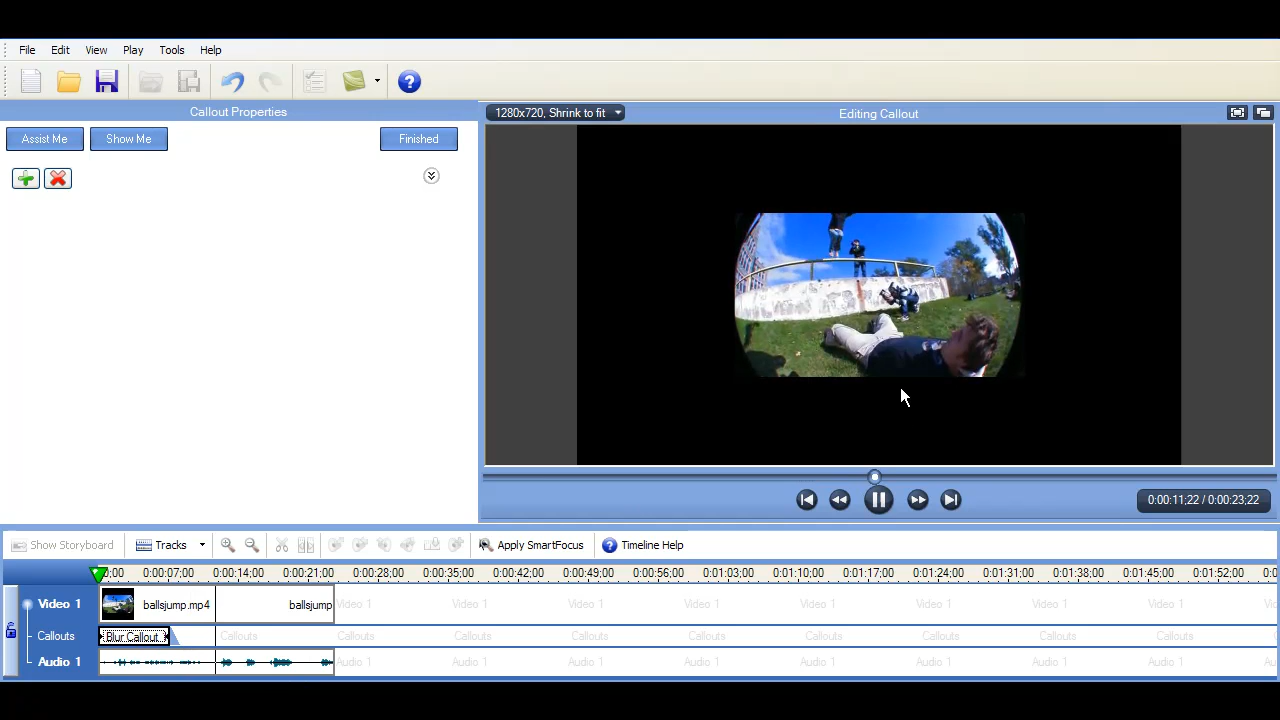 File Edit View Play Tools Help
Callout Properties
1280x720, Shrink to fit
Editing Callout
Assist Me Show Me Finished
0:00:11;22 / 0:00:23;22
Show Storyboard Tracks Apply SmartFocus Timeline Help
0:00 0:00:07;00 0:00:14;00 0:00:21;00 0:00:28;00 0:00:35;00 0:00:42;00 0:00:49;00 0:00:56;00 0:01:03;00 0:01:10;00 0:01:17;00 0:01:24;00 0:01:31;00 0:01:38;00 0:01:45;00 0:01:52;00
Video 1 ballsjump.mp4 ballsjump Video 1 Video 1 Video 1 Video 1 Video 1 Video 1 Video 1 Video 1
Callouts Blur Callout Callouts Callouts Callouts Callouts Callouts Callouts Callouts Callouts Callouts
Audio 1 Audio 1 Audio 1 Audio 1 Audio 1 Audio 1 Audio 1 Audio 1 Audio 1